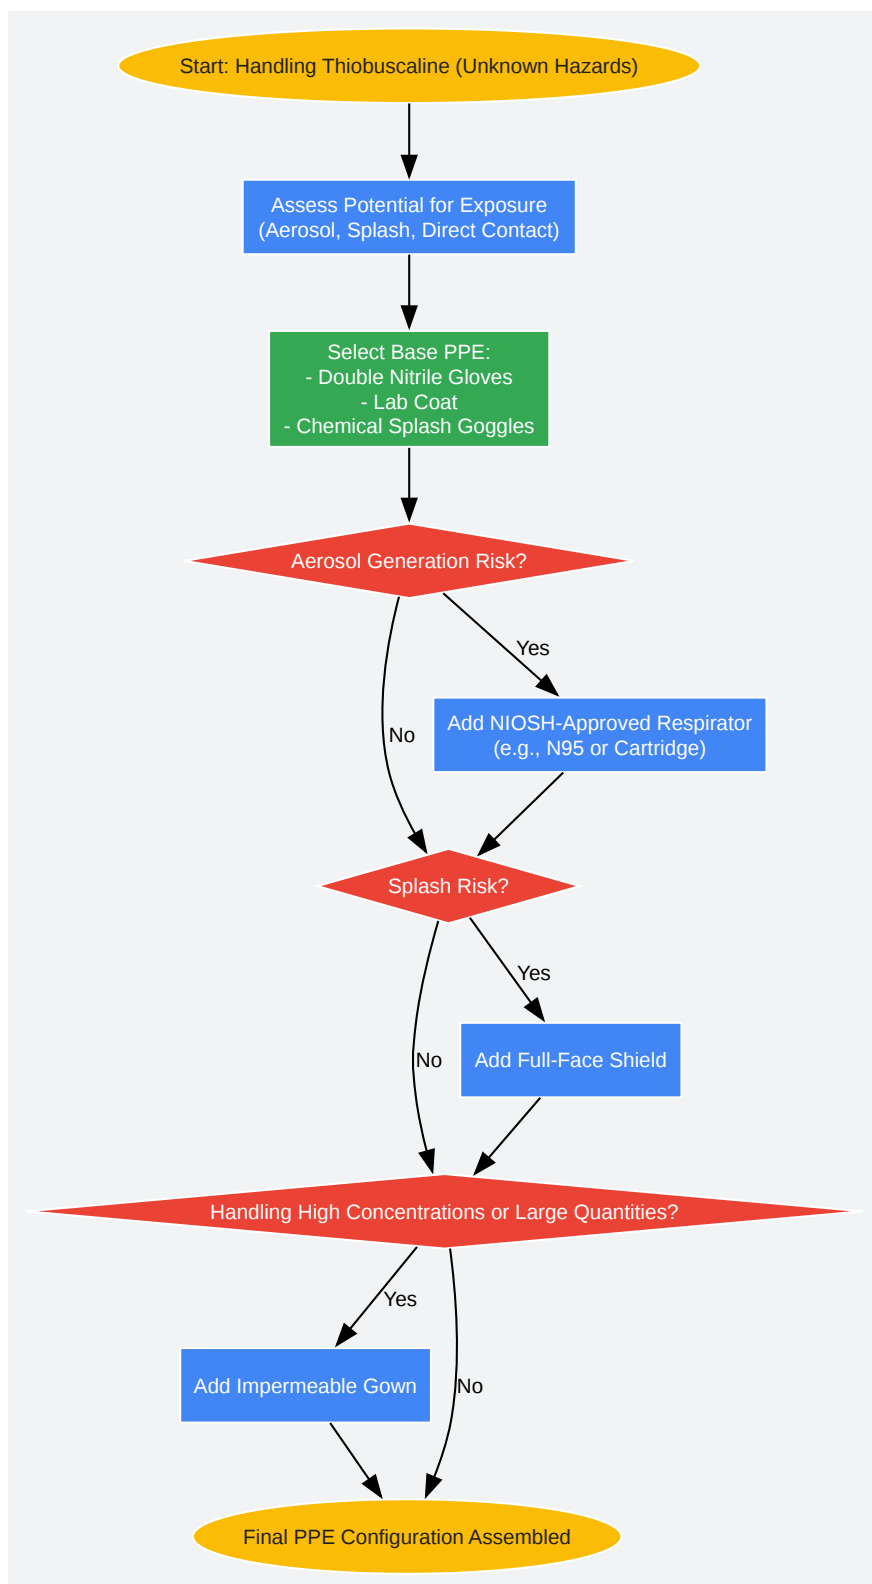 Start: Handling Thiobuscaline (Unknown Hazards)
Assess Potential for Exposure
(Aerosol, Splash, Direct Contact)
Select Base PPE:
- Double Nitrile Gloves
- Lab Coat
- Chemical Splash Goggles
Aerosol Generation Risk?
Yes
No
Add NIOSH-Approved Respirator
(e.g., N95 or Cartridge)
Splash Risk?
Yes
No
Add Full-Face Shield
Handling High Concentrations or Large Quantities?
Yes
No
Add Impermeable Gown
Final PPE Configuration Assembled